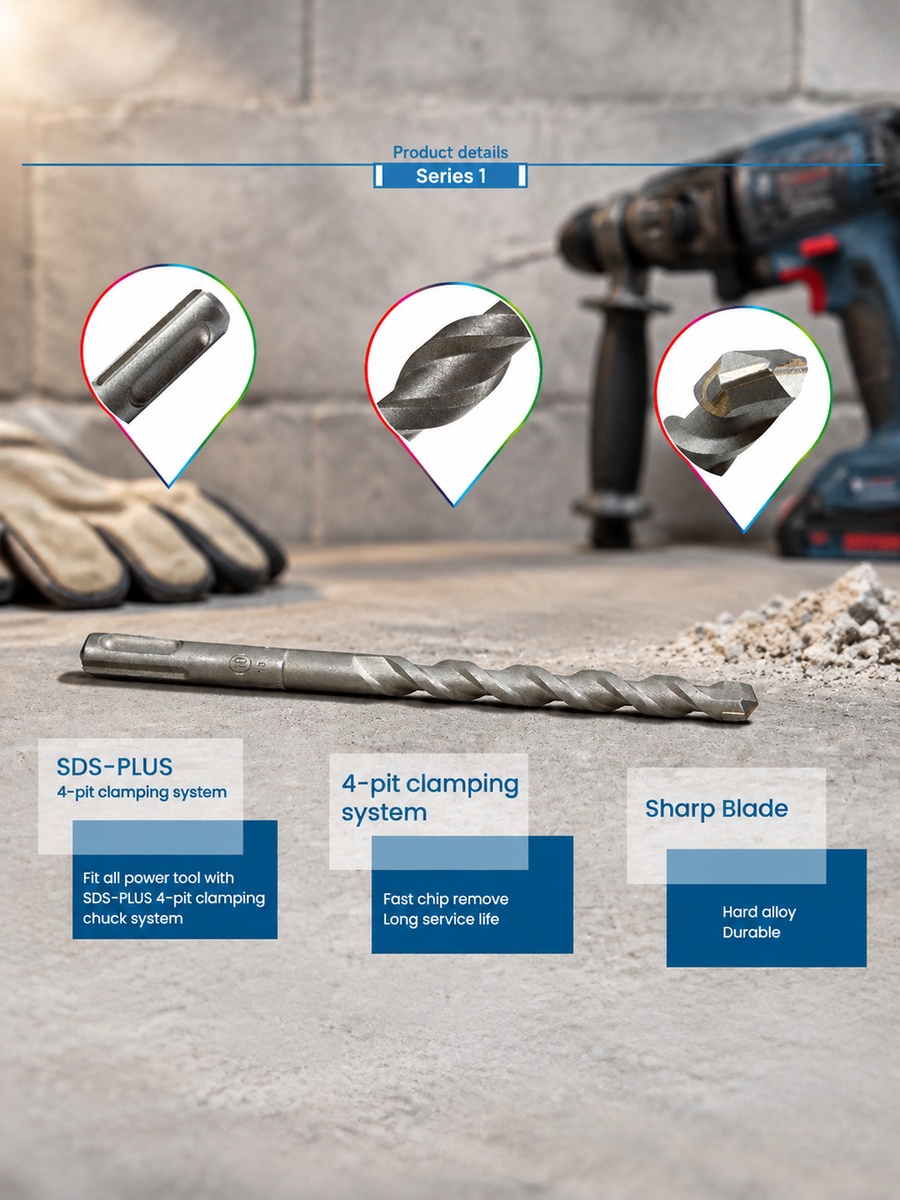 Product details
Series 1
SDS-PLUS
4-pit clamping system
Fit all power tool with
SDS-PLUS 4-pit clamping
chuck system
4-pit clamping
system
Fast chip remove
Long service life
Sharp Blade
Hard alloy
Durable